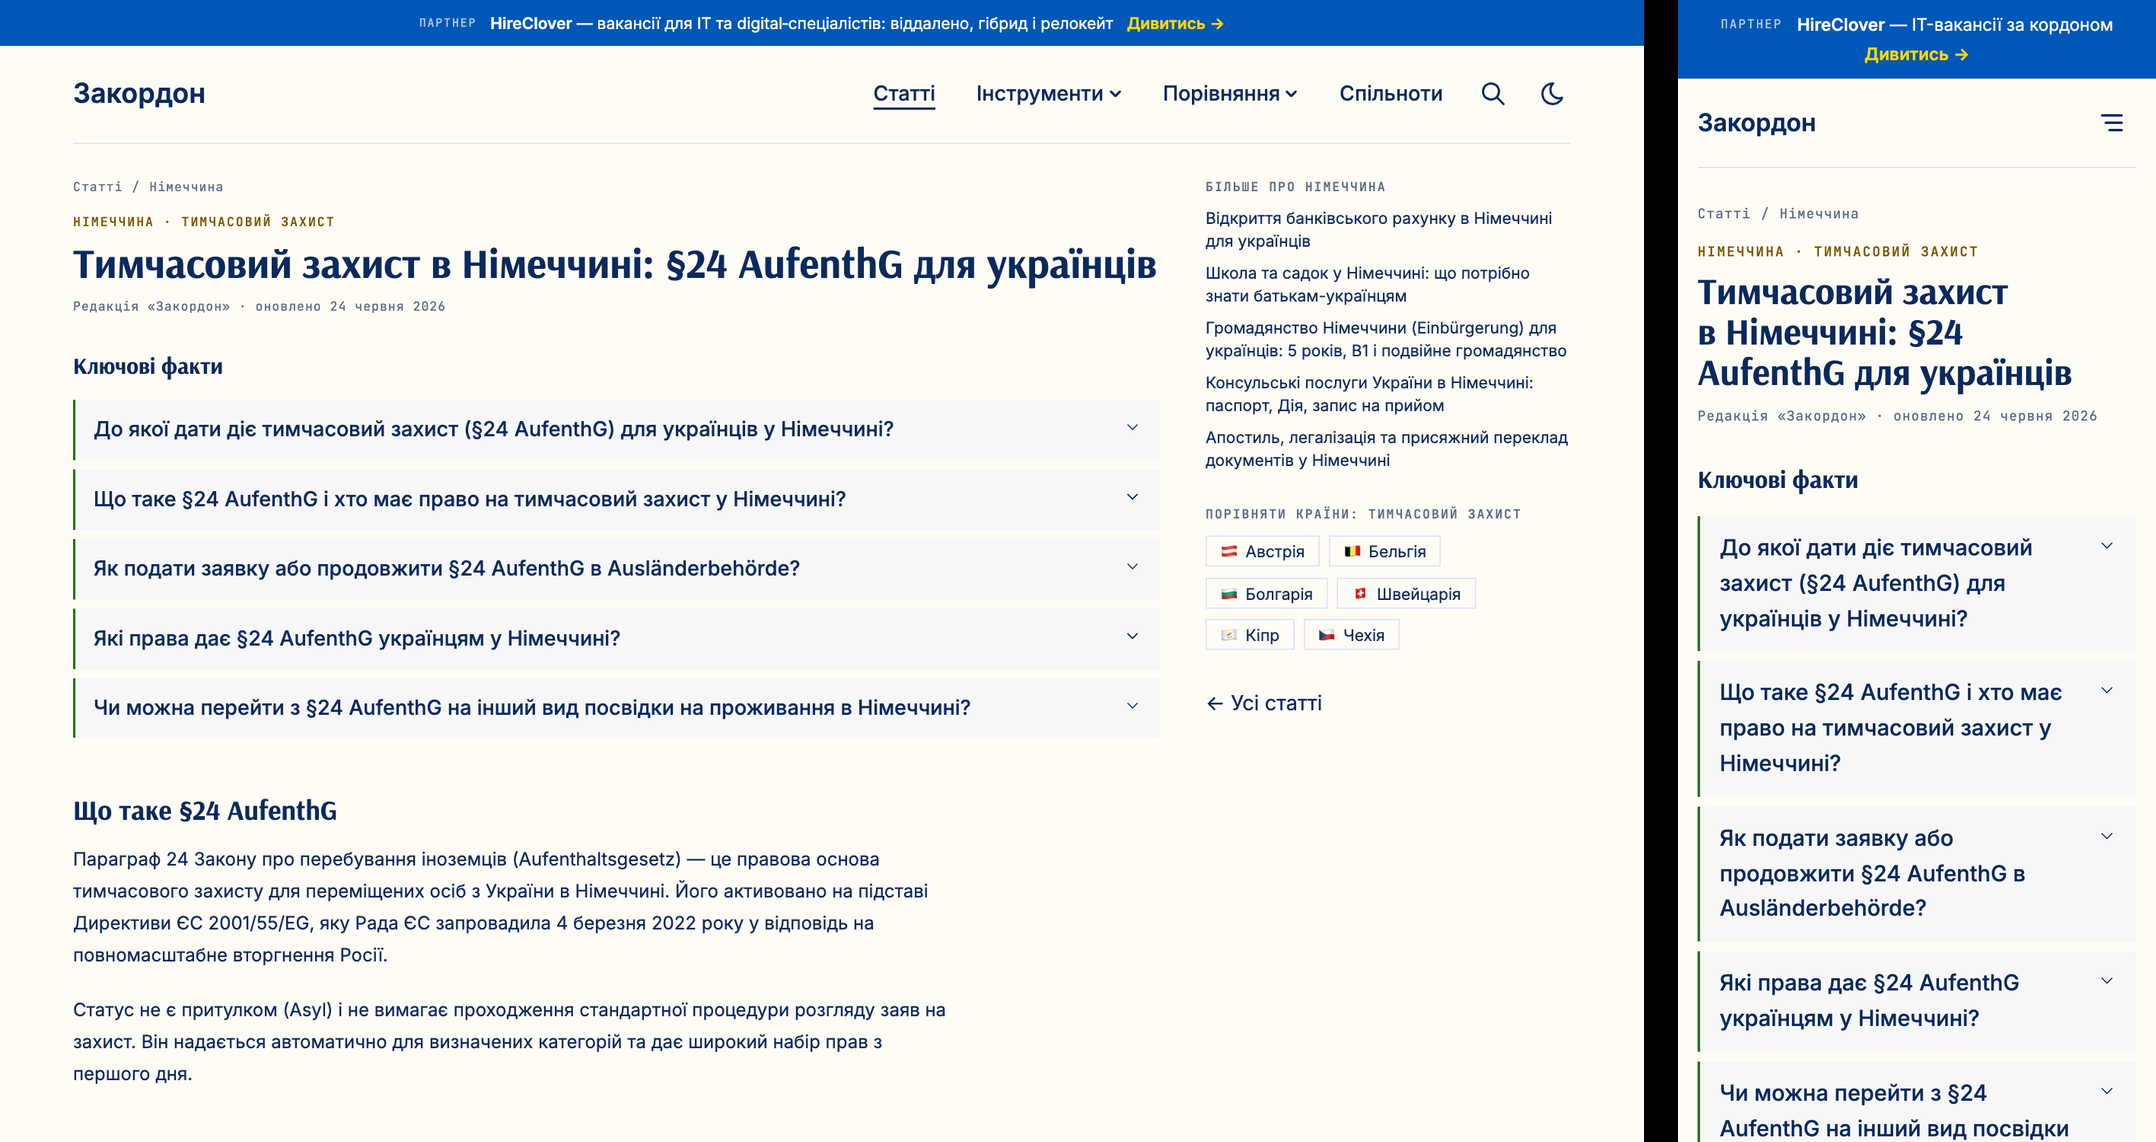 ПАРТНЕР HireClover — вакансії для IT та digital-спеціалістів: віддалено, гібрид і релокейт Дивитись →
Закордон
Статті Інструменти Порівняння Спільноти
Статті / Німеччина
НІМЕЧЧИНА · ТИМЧАСОВИЙ ЗАХИСТ
Тимчасовий захист в Німеччині: §24 AufenthG для українців
Редакція «Закордон» · оновлено 24 червня 2026
Ключові факти
До якої дати діє тимчасовий захист (§24 AufenthG) для українців у Німеччині?
Що таке §24 AufenthG і хто має право на тимчасовий захист у Німеччині?
Як подати заявку або продовжити §24 AufenthG в Ausländerbehörde?
Які права дає §24 AufenthG українцям у Німеччині?
Чи можна перейти з §24 AufenthG на інший вид посвідки на проживання в Німеччині?
Що таке §24 AufenthG
Параграф 24 Закону про перебування іноземців (Aufenthaltsgesetz) — це правова основа
тимчасового захисту для переміщених осіб з України в Німеччині. Його активовано на підставі
Директиви ЄС 2001/55/EG, яку Рада ЄС запровадила 4 березня 2022 року у відповідь на
повномасштабне вторгнення Росії.
Статус не є притулком (Asyl) і не вимагає проходження стандартної процедури розгляду заяв на
захист. Він надається автоматично для визначених категорій та дає широкий набір прав з
першого дня.
БІЛЬШЕ ПРО НІМЕЧЧИНА
Відкриття банківського рахунку в Німеччині
для українців
Школа та садок у Німеччині: що потрібно
знати батькам-українцям
Громадянство Німеччини (Einbürgerung) для
українців: 5 років, B1 і подвійне громадянство
Консульські послуги України в Німеччині:
паспорт, Дія, запис на прийом
Апостиль, легалізація та присяжний переклад
документів у Німеччині
ПОРІВНЯТИ КРАЇНИ: ТИМЧАСОВИЙ ЗАХИСТ
Австрія Бельгія
Болгарія Швейцарія
Кіпр Чехія
← Усі статті
ПАРТНЕР HireClover — IT-вакансії за кордоном
Дивитись →
Закордон
Статті / Німеччина
НІМЕЧЧИНА · ТИМЧАСОВИЙ ЗАХИСТ
Тимчасовий захист
в Німеччині: §24
AufenthG для українців
Редакція «Закордон» · оновлено 24 червня 2026
Ключові факти
До якої дати діє тимчасовий
захист (§24 AufenthG) для
українців у Німеччині?
Що таке §24 AufenthG і хто має
право на тимчасовий захист у
Німеччині?
Як подати заявку або
продовжити §24 AufenthG в
Ausländerbehörde?
Які права дає §24 AufenthG
українцям у Німеччині?
Чи можна перейти з §24
AufenthG на інший вид посвідки